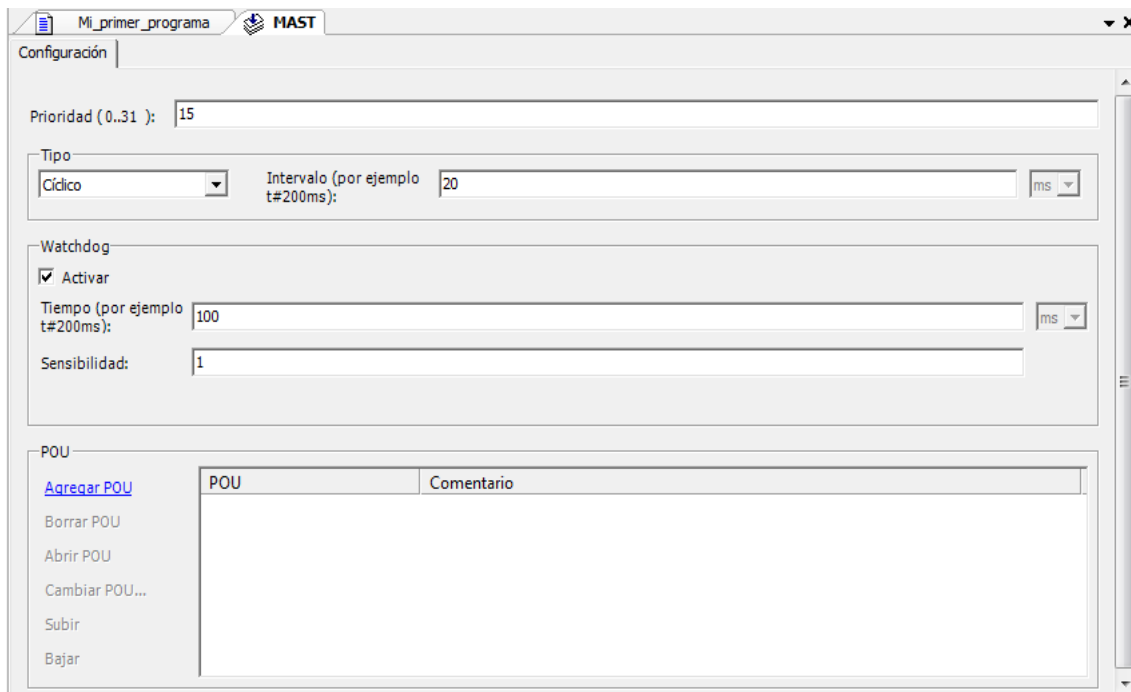 Mi_primer_programa MAST
Configuración
Prioridad ( 0..31 ): 15
Tipo
Cíclico Intervalo (por ejemplo t#200ms): 20 ms
Watchdog
Activar
Tiempo (por ejemplo t#200ms): 100 ms
Sensibilidad: 1
POU
Agregar POU POU Comentario
Borrar POU
Abrir POU
Cambiar POU...
Subir
Bajar